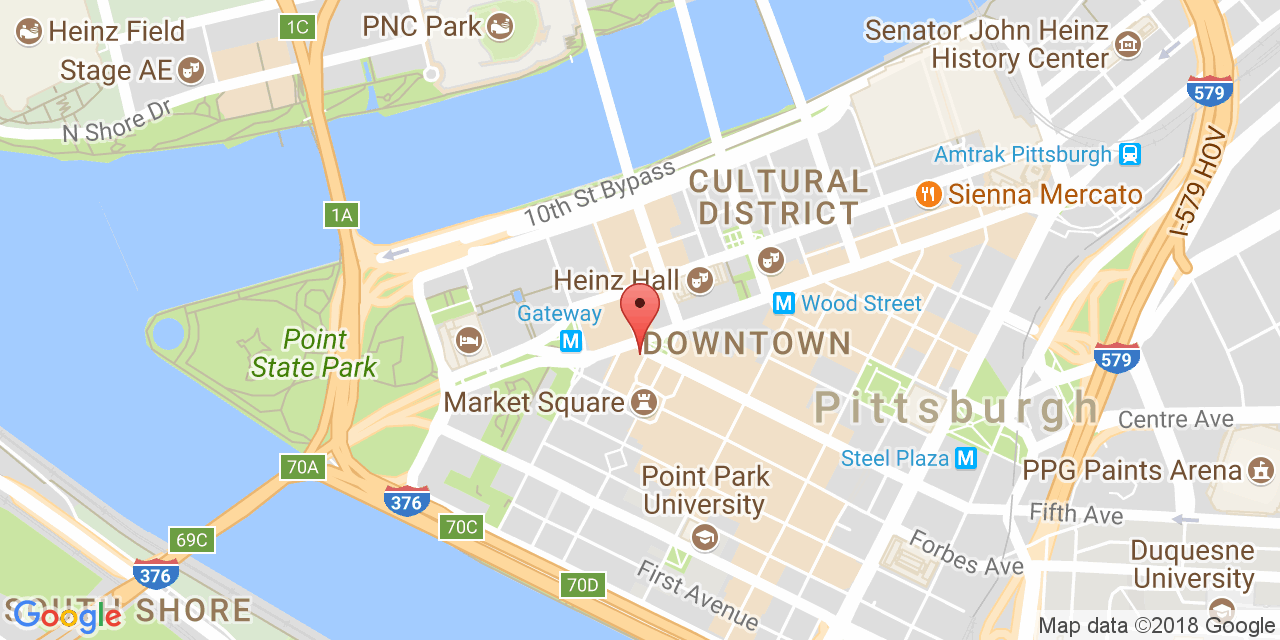 Heinz Field
Stage AE
N Shore Dr
1C
PNC Park
Senator John Heinz
History Center
579
I-579 HOV
Amtrak Pittsburgh
Sienna Mercato
CULTURAL
DISTRICT
10th St Bypass
1A
Heinz Hall
Gateway
M
M Wood Street
Point
State Park
DOWNTOWN
579
Market Square
Pittsburgh
Centre Ave
Steel Plaza M
PPG Paints Arena
70A
376
Point Park
University
Fifth Ave
70C
69C
Forbes Ave
376
70D
First Avenue
Duquesne
University
SOUTH SHORE
Google
Map data ©2018 Google